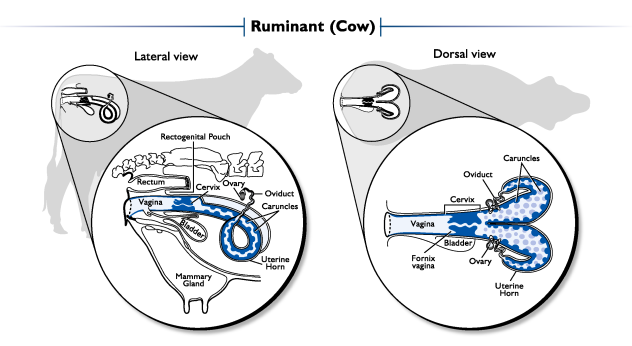 Ruminant (Cow)
Lateral view
Rectogenital Pouch
Rectum
Cervix
Ovary
Oviduct
Vagina
Caruncles
Bladder
Uterine
Horn
Mammary
Gland
Dorsal view
Caruncles
Oviduct
Cervix
Vagina
Bladder
Fornix
vagina
Ovary
Uterine
Horn